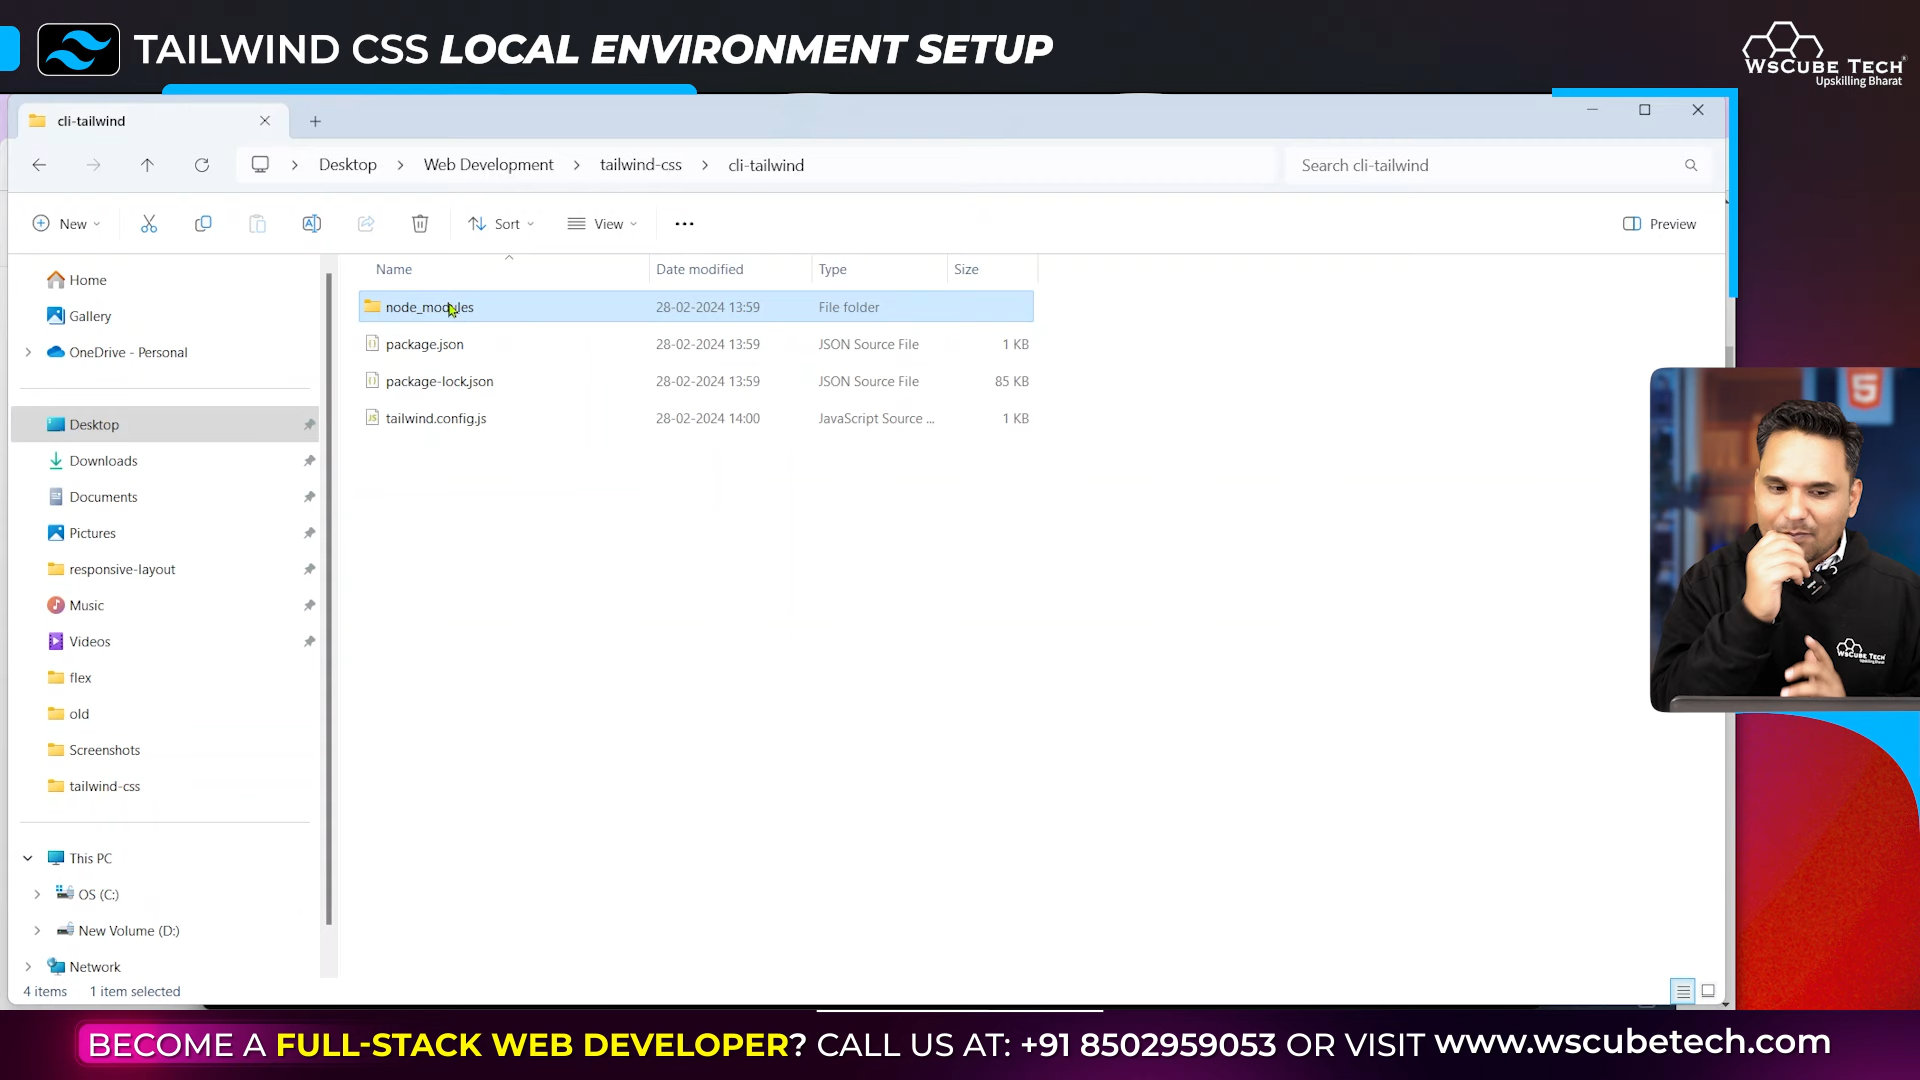 TAILWIND CSS LOCAL ENVIRONMENT SETUP
WsCube Tech
Upskilling Bharat
cli-tailwind
Desktop > Web Development > tailwind-css > cli-tailwind
Search cli-tailwind
New
Sort
View
Preview
Name Date modified Type Size
node_modules 28-02-2024 13:59 File folder
package.json 28-02-2024 13:59 JSON Source File 1 KB
package-lock.json 28-02-2024 13:59 JSON Source File 85 KB
tailwind.config.js 28-02-2024 14:00 JavaScript Source ... 1 KB
Home
Gallery
OneDrive - Personal
Desktop
Downloads
Documents
Pictures
responsive-layout
Music
Videos
flex
old
Screenshots
tailwind-css
This PC
OS (C:)
New Volume (D:)
Network
4 items 1 item selected
5
WsCube Tech
BECOME A FULL-STACK WEB DEVELOPER? CALL US AT: +91 8502959053 OR VISIT www.wscubetech.com